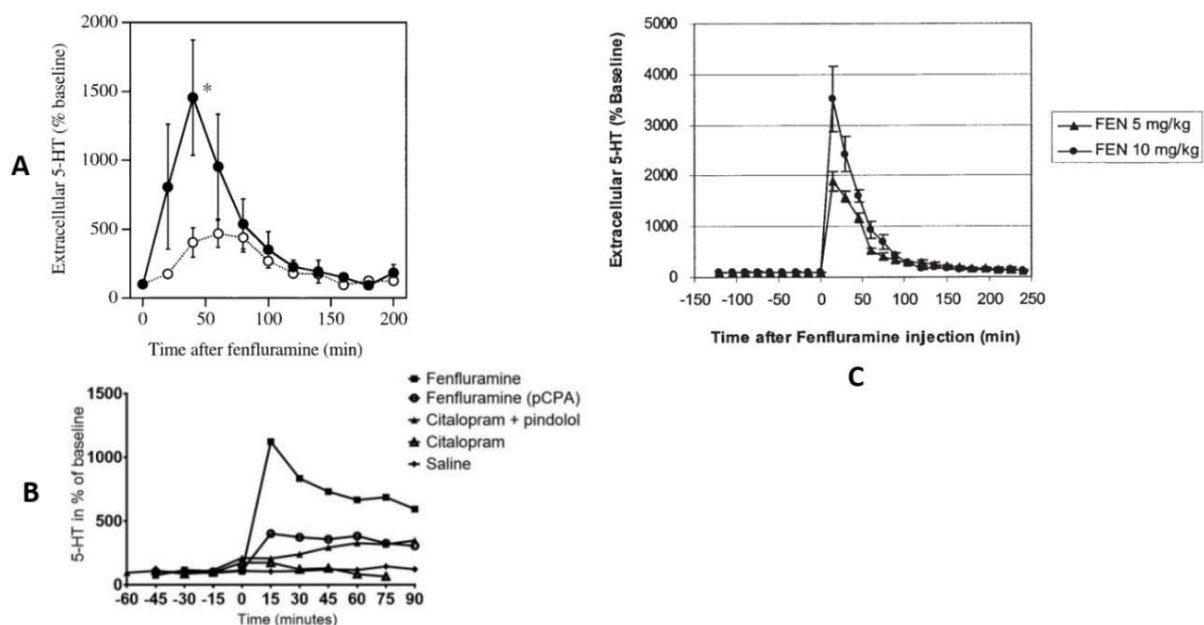 A
Extracellular 5-HT (% baseline)
2000
1500
1000
500
0
*
0 50 100 150 200
Time after fenfluramine (min)
B
5-HT in % of baseline
1500
1000
500
0
-60 -45 -30 -15 0 15 30 45 60 75 90
Time (minutes)
Fenfluramine
Fenfluramine (pCPA)
Citalopram + pindolol
Citalopram
Saline
Extracellular 5-HT (% Baseline)
5000
4000
3000
2000
1000
0
-150 -100 -50 0 50 100 150 200 250
Time after Fenfluramine injection (min)
FEN 5 mg/kg
FEN 10 mg/kg
C